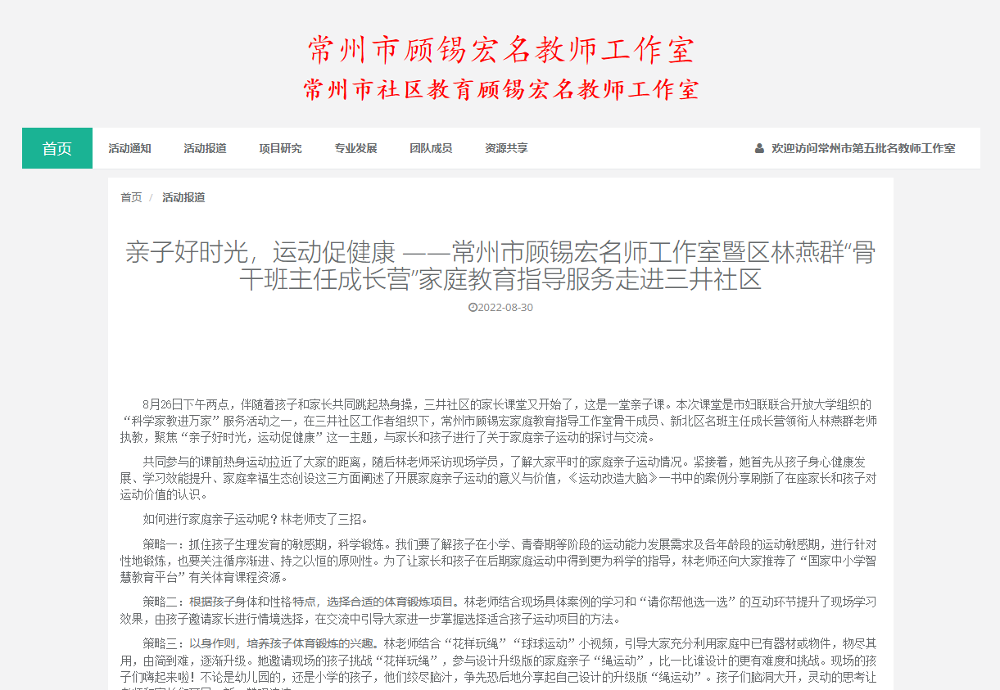 常州市顾锡宏名教师工作室
常州市社区教育顾锡宏名教师工作室
首页 活动通知 活动报道 项目研究 专业发展 团队成员 资源共享 欢迎访问常州市第五批名教师工作室
首页 / 活动报道
亲子好时光，运动促健康 ——常州市顾锡宏名师工作室暨区林燕群“骨
干班主任成长营”家庭教育指导服务走进三井社区
2022-08-30
8月26日下午两点，伴随着孩子和家长共同跳起热身操，三井社区的家长课堂又开始了，这是一堂亲子课。本次课堂是市妇联联合开放大学组织的
“科学家教进万家”服务活动之一，在三井社区工作者组织下，常州市顾锡宏家庭教育指导工作室骨干成员、新北区名班主任成长营领衔人林燕群老师
执教，聚焦“亲子好时光，运动促健康”这一主题，与家长和孩子进行了关于家庭亲子运动的探讨与交流。
共同参与的课前热身运动拉近了大家的距离，随后林老师采访现场学员，了解大家平时的家庭亲子运动情况。紧接着，她首先从孩子身心健康发
展、学习效能提升、家庭幸福生态创设这三方面阐述了开展家庭亲子运动的意义与价值，《运动改造大脑》一书中的案例分享刷新了在座家长和孩子对
运动价值的认识。
如何进行家庭亲子运动呢？林老师支了三招。
策略一：抓住孩子生理发育的敏感期，科学锻炼。我们要了解孩子在小学、青春期等阶段的运动能力发展需求及各年龄段的运动敏感期，进行针对
性地锻炼，也要关注循序渐进、持之以恒的原则性。为了让家长和孩子在后期家庭运动中得到更为科学的指导，林老师还向大家推荐了“国家中小学智
慧教育平台”有关体育课程资源。
策略二：根据孩子身体和性格特点，选择合适的体育锻炼项目。林老师结合现场具体案例的学习和“请你帮他选一选”的互动环节提升了现场学习
效果，由孩子邀请家长进行情境选择，在交流中引导大家进一步掌握选择适合孩子运动项目的方法。
策略三：以身作则，培养孩子体育锻炼的兴趣。林老师结合“花样玩绳”“球球运动”小视频，引导大家充分利用家庭中已有器材或物件，物尽其
用，由简到难，逐渐升级。她邀请现场的孩子挑战“花样玩绳”，参与设计升级版的家庭亲子“绳运动”，比一比谁设计的更有难度和挑战。现场的孩
子们嗨起来啦！不论是幼儿园的，还是小学的孩子，他们绞尽脑汁，争先恐后地分享起自己设计的升级版“绳运动”。孩子们脑洞大开，灵动的思考让